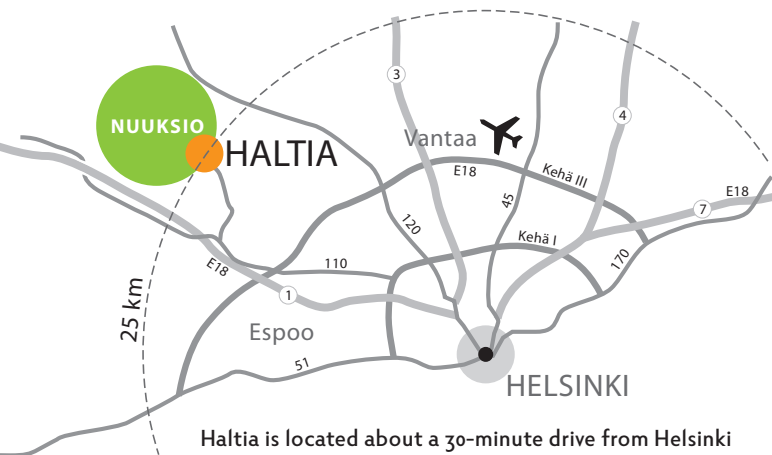 3
4
NUUKSIO
HALTIA
Vantaa
E18
Kehä III
E18
45
7
120
Kehä I
170
110
E18
1
25 km
Espoo
51
HELSINKI
Haltia is located about a 30-minute drive from Helsinki